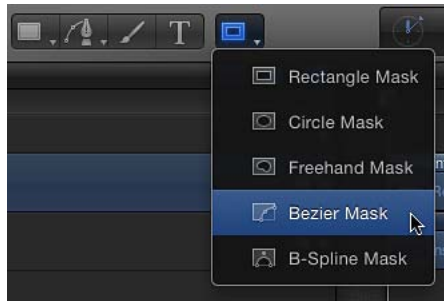 T
Rectangle Mask
Circle Mask
Freehand Mask
Bezier Mask
B-Spline Mask